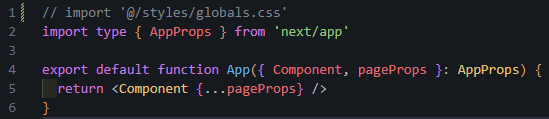 1 // import '@/styles/globals.css'
2 import type { AppProps } from 'next/app'
3
4 export default function App({ Component, pageProps }: AppProps) {
5   return <Component {...pageProps} />
6 }